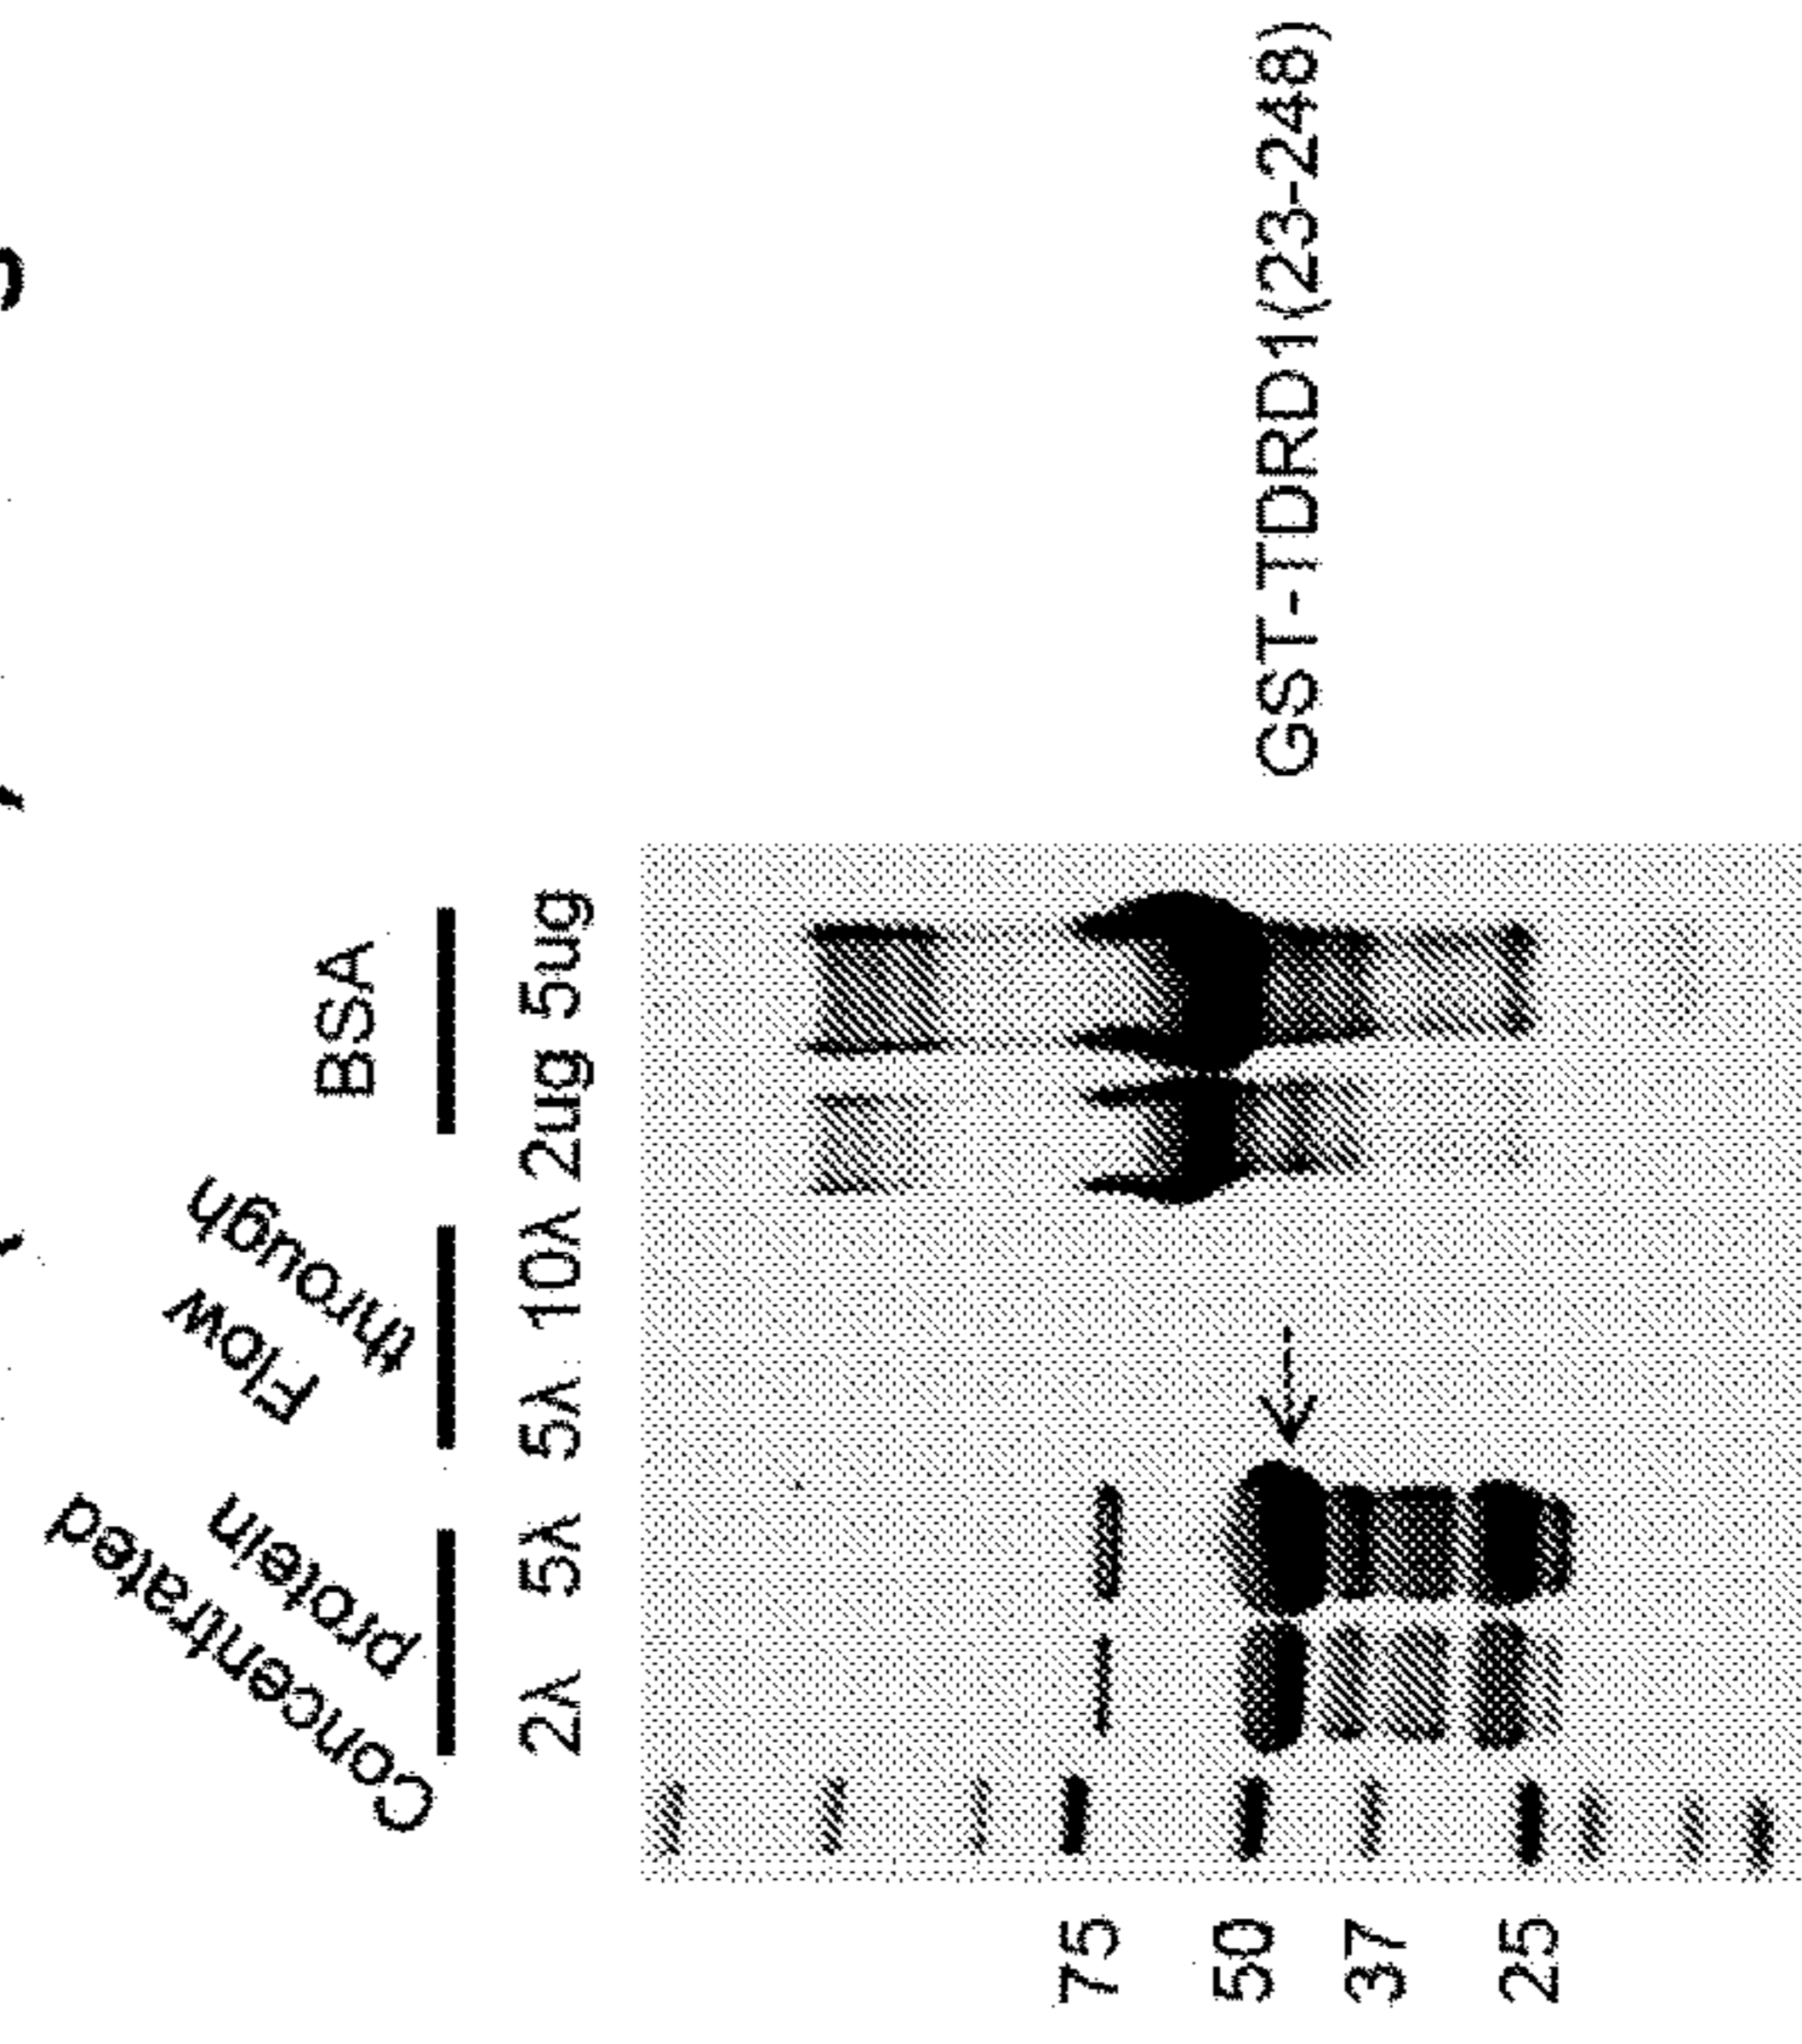 Concentrated
protein
Flow
through
BSA
2λ 5λ 5λ 10λ 2ug 5ug
75
50
37
25
GST-TDRD1(23-248)